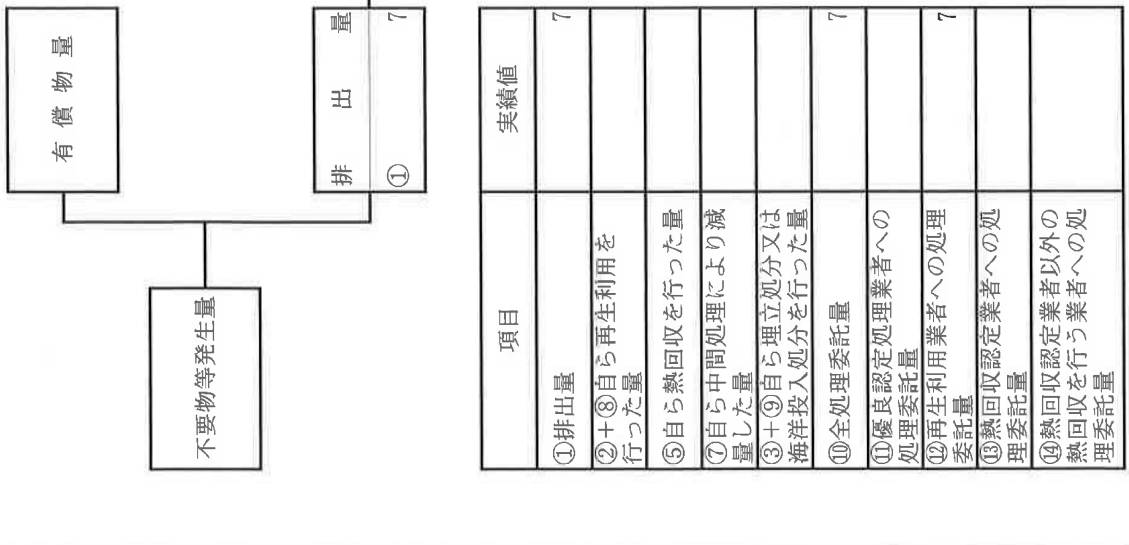 不要物等発生量
有償物量
排出量
① 7
項目 実績値
①排出量 7
②+⑧自ら再生利用を
行った量
⑤自ら熱回収を行った量
⑦自ら中間処理により減
量した量
③+⑨自ら埋立処分又は
海洋投入処分を行った量
⑩全処理委託量 7
⑪優良認定処理業者への
処理委託量
⑫再生利用業者への処理 7
委託量
⑬熱回収認定業者への処
理委託量
⑭熱回収認定業者以外の
熱回収を行う業者への処
理委託量